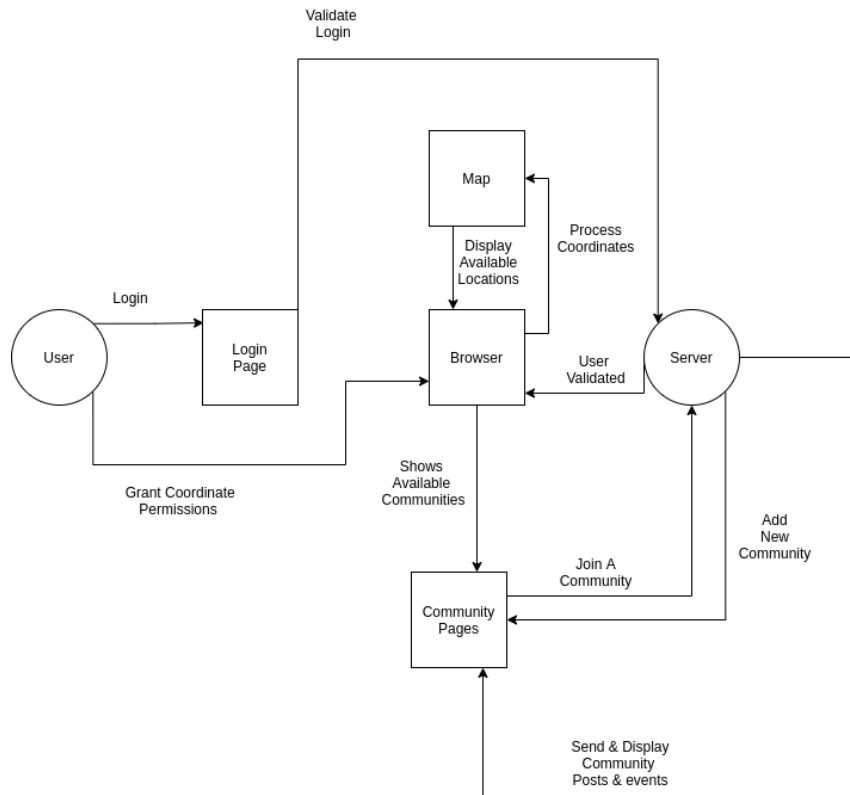 Validate
Login
Map
Process
Coordinates
Display
Available
Locations
Login
User
Login
Page
Browser
User
Validated
Server
Grant Coordinate
Permissions
Shows
Available
Communities
Add
New
Community
Join A
Community
Community
Pages
Send & Display
Community
Posts & events